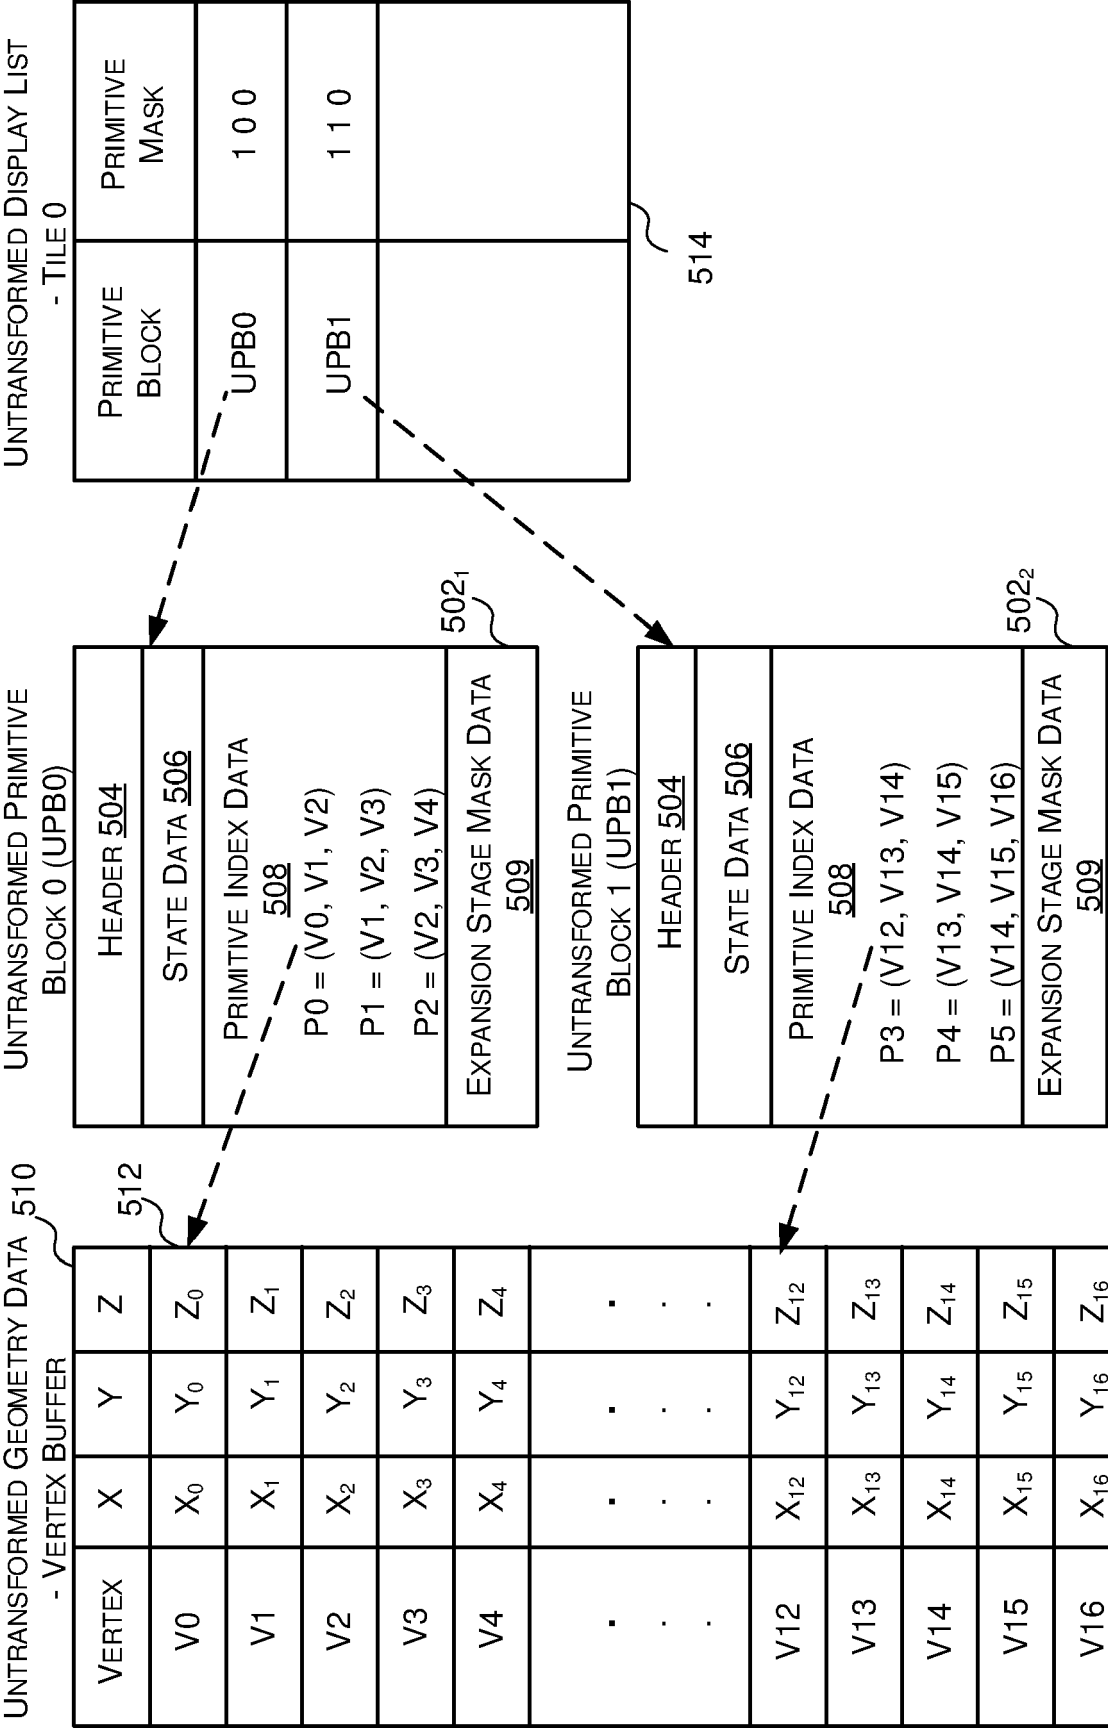 UNTRANSFORMED GEOMETRY DATA
- VERTEX BUFFER
510
VERTEX X Y Z
512
V0 X0 Y0 Z0
V1 X1 Y1 Z1
V2 X2 Y2 Z2
V3 X3 Y3 Z3
V4 X4 Y4 Z4
. . . .
. . . .
. . . .
V12 X12 Y12 Z12
V13 X13 Y13 Z13
V14 X14 Y14 Z14
V15 X15 Y15 Z15
V16 X16 Y16 Z16
UNTRANSFORMED PRIMITIVE
BLOCK 0 (UPB0)
HEADER 504
STATE DATA 506
PRIMITIVE INDEX DATA
508
P0 = (V0, V1, V2)
P1 = (V1, V2, V3)
P2 = (V2, V3, V4)
EXPANSION STAGE MASK DATA
509
502₁
UNTRANSFORMED PRIMITIVE
BLOCK 1 (UPB1)
HEADER 504
STATE DATA 506
PRIMITIVE INDEX DATA
508
P3 = (V12, V13, V14)
P4 = (V13, V14, V15)
P5 = (V14, V15, V16)
EXPANSION STAGE MASK DATA
509
502₂
UNTRANSFORMED DISPLAY LIST
- TILE 0
PRIMITIVE BLOCK
PRIMITIVE MASK
UPB0 1 0 0
UPB1 1 1 0
514